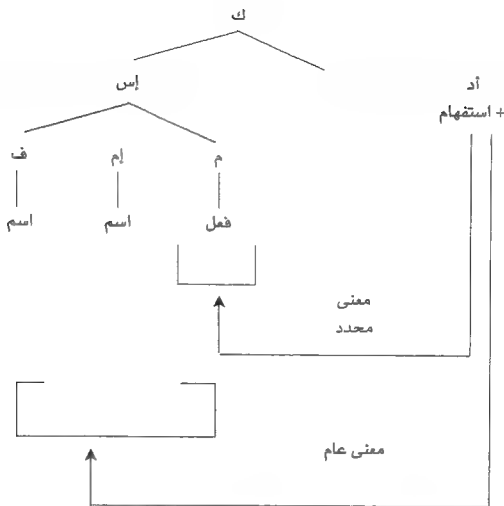 ك
إس
أد
+ استفهام
م
إم
ف
فعل
اسم
اسم
معنى
محدد
معنى عام